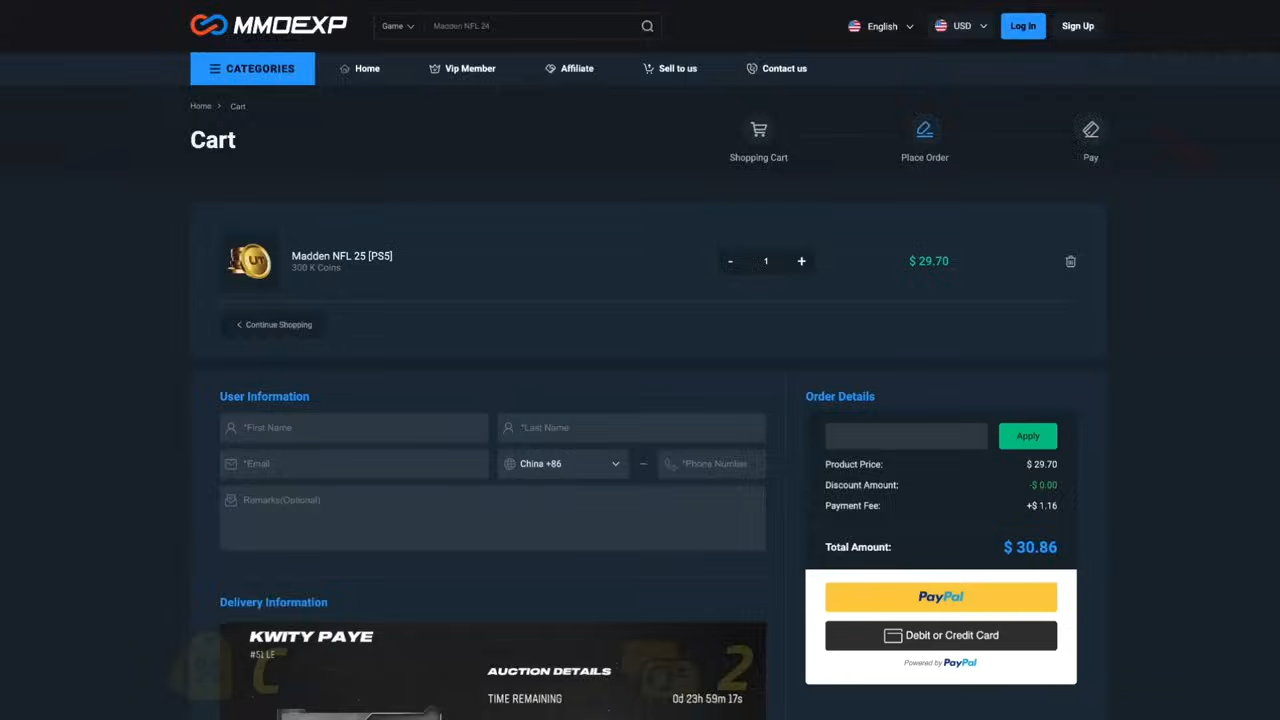 MMOEXP
Game
Madden NFL 24
English
USD
Log In
Sign Up
CATEGORIES
Home
Vip Member
Affiliate
Sell to us
Contact us
Home > Cart
Cart
Shopping Cart
Place Order
Pay
UT
Madden NFL 25 [PS5]
300 K Coins
- 1 +
$ 29.70
< Continue Shopping
User Information
*First Name
*Last Name
*Email
China +86
*Phone Number
Remarks(Optional)
Order Details
Apply
Product Price: $ 29.70
Discount Amount: -$ 0.00
Payment Fee: +$ 1.16
Total Amount: $ 30.86
PayPal
Debit or Credit Card
Powered by PayPal
Delivery Information
KWITY PAYE
#51 LE
AUCTION DETAILS
TIME REMAINING 0d 23h 59m 17s